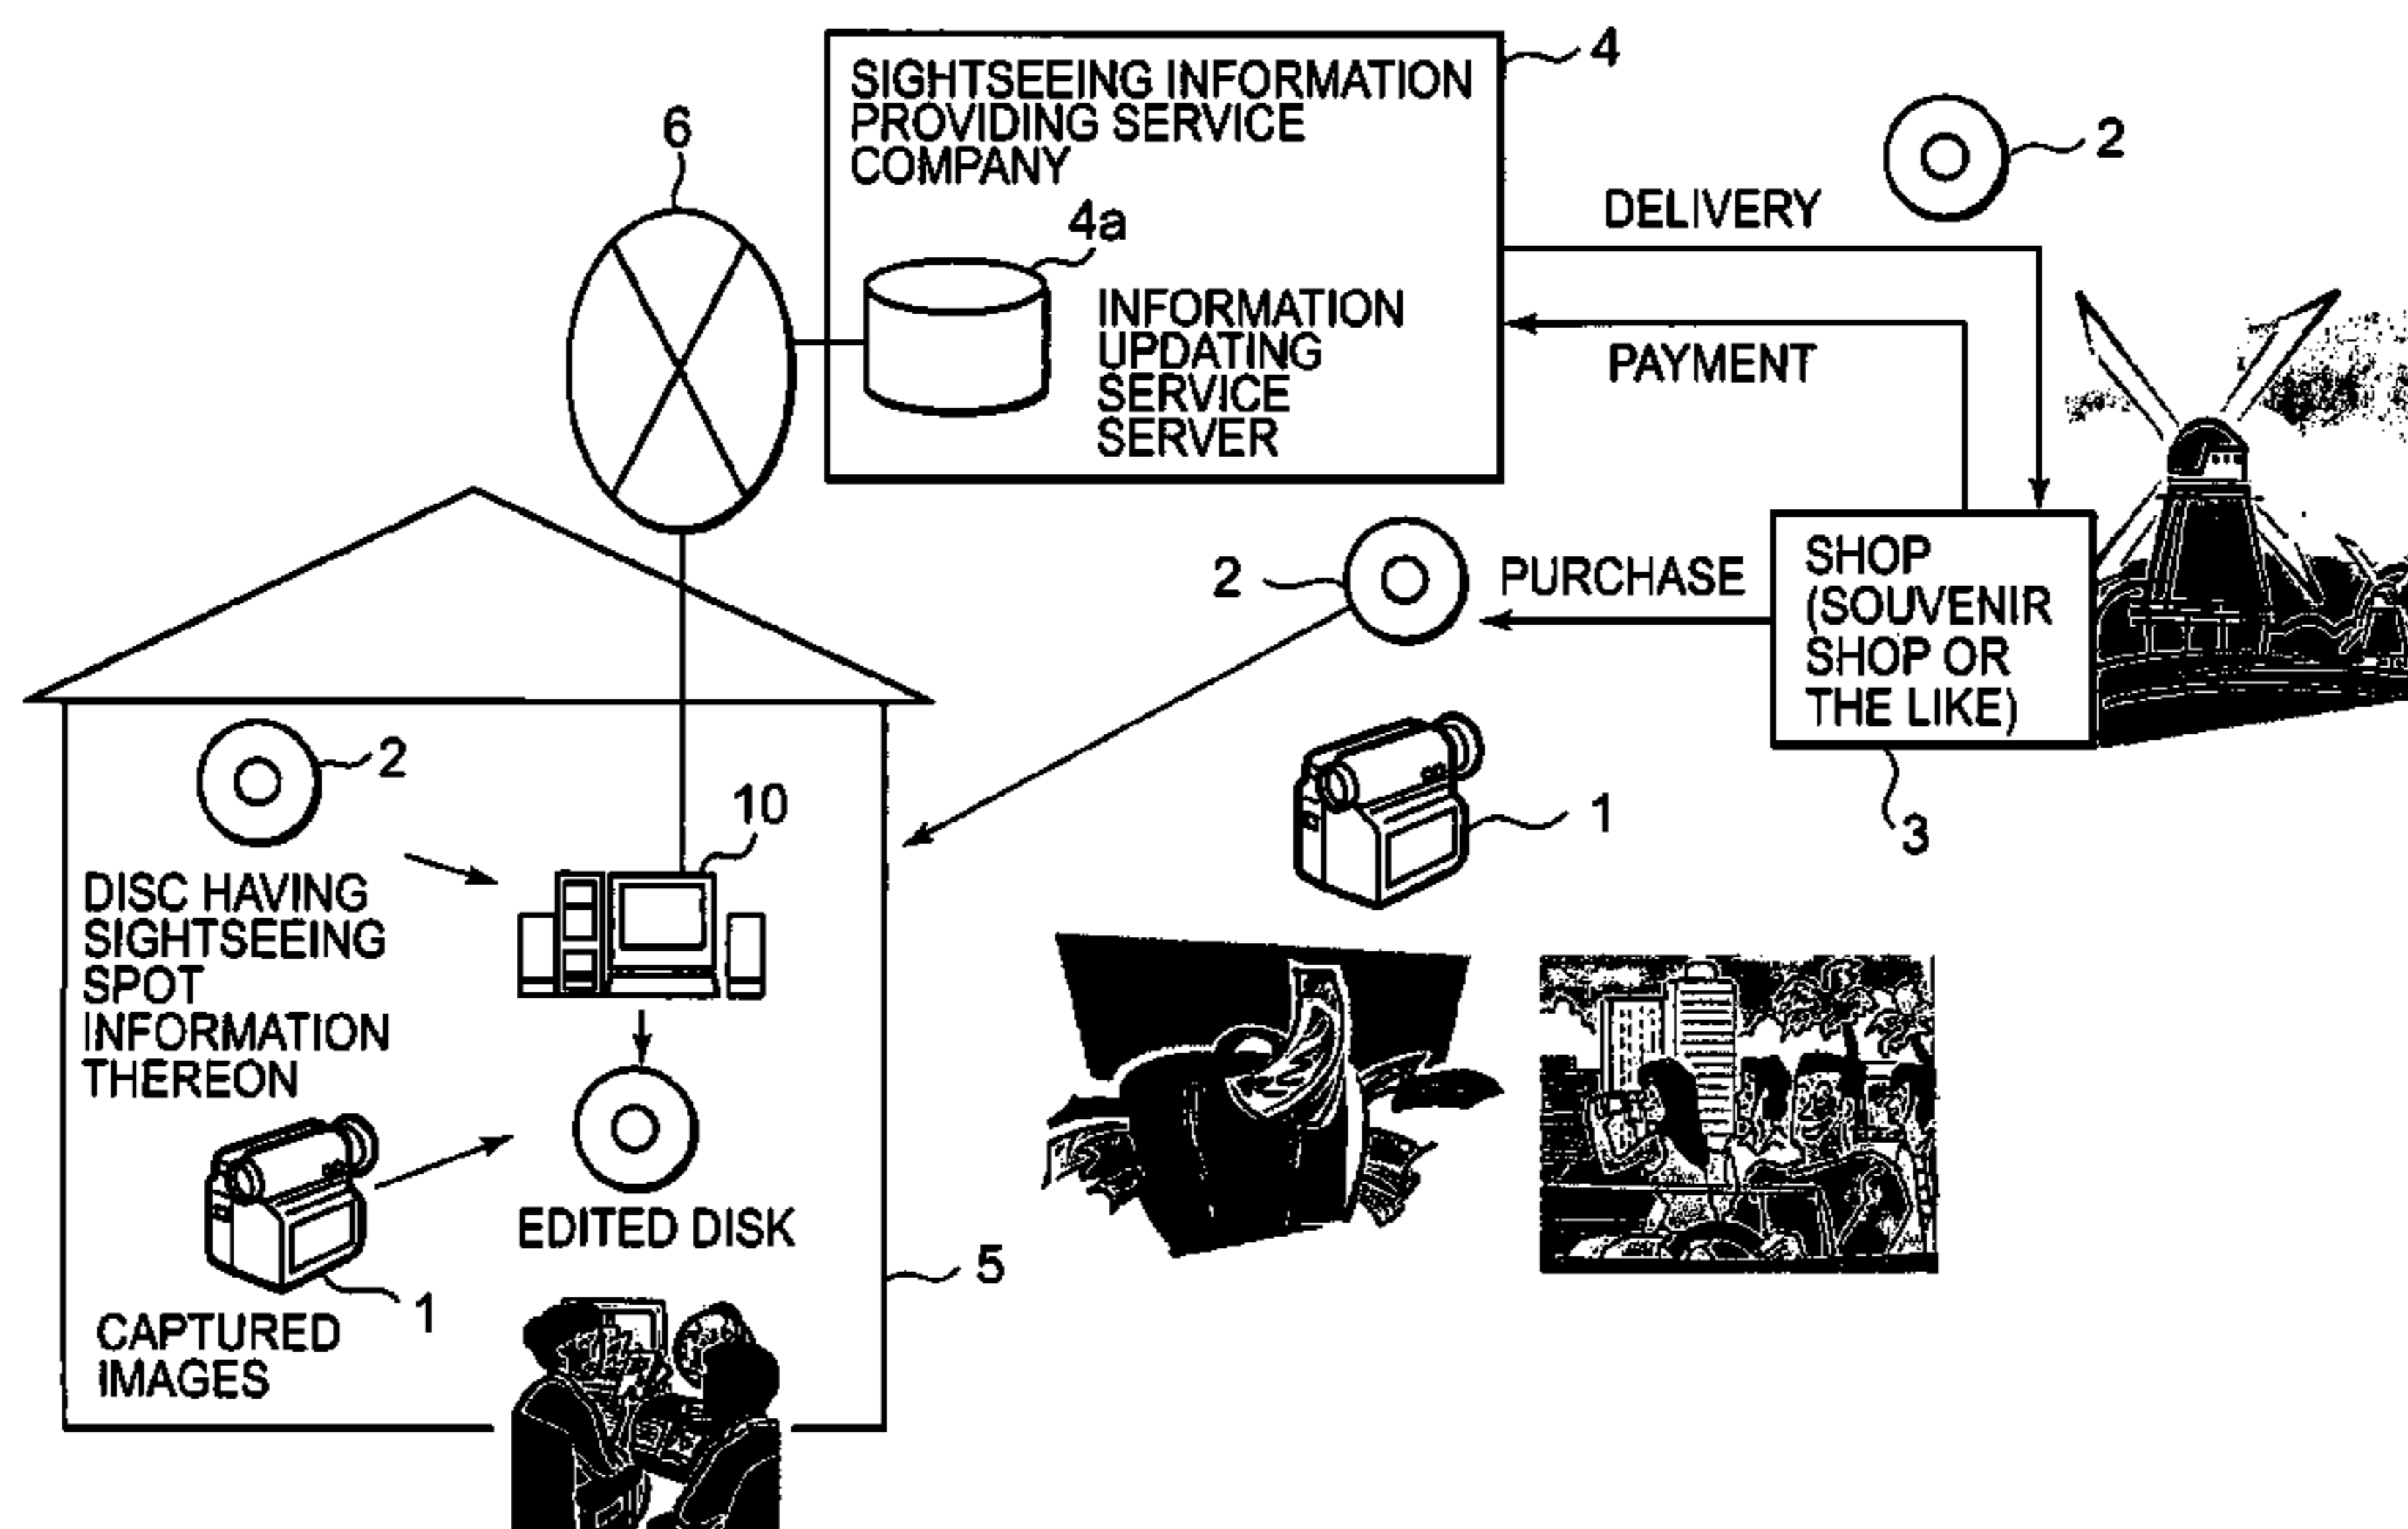 4
SIGHTSEEING INFORMATION
PROVIDING SERVICE
COMPANY
6
2
4a
DELIVERY
INFORMATION
UPDATING
SERVICE
SERVER
PAYMENT
2
PURCHASE
SHOP
(SOUVENIR
SHOP OR
THE LIKE)
2
10
1
3
DISC HAVING
SIGHTSEEING
SPOT
INFORMATION
THEREON
EDITED DISK
5
1
CAPTURED
IMAGES